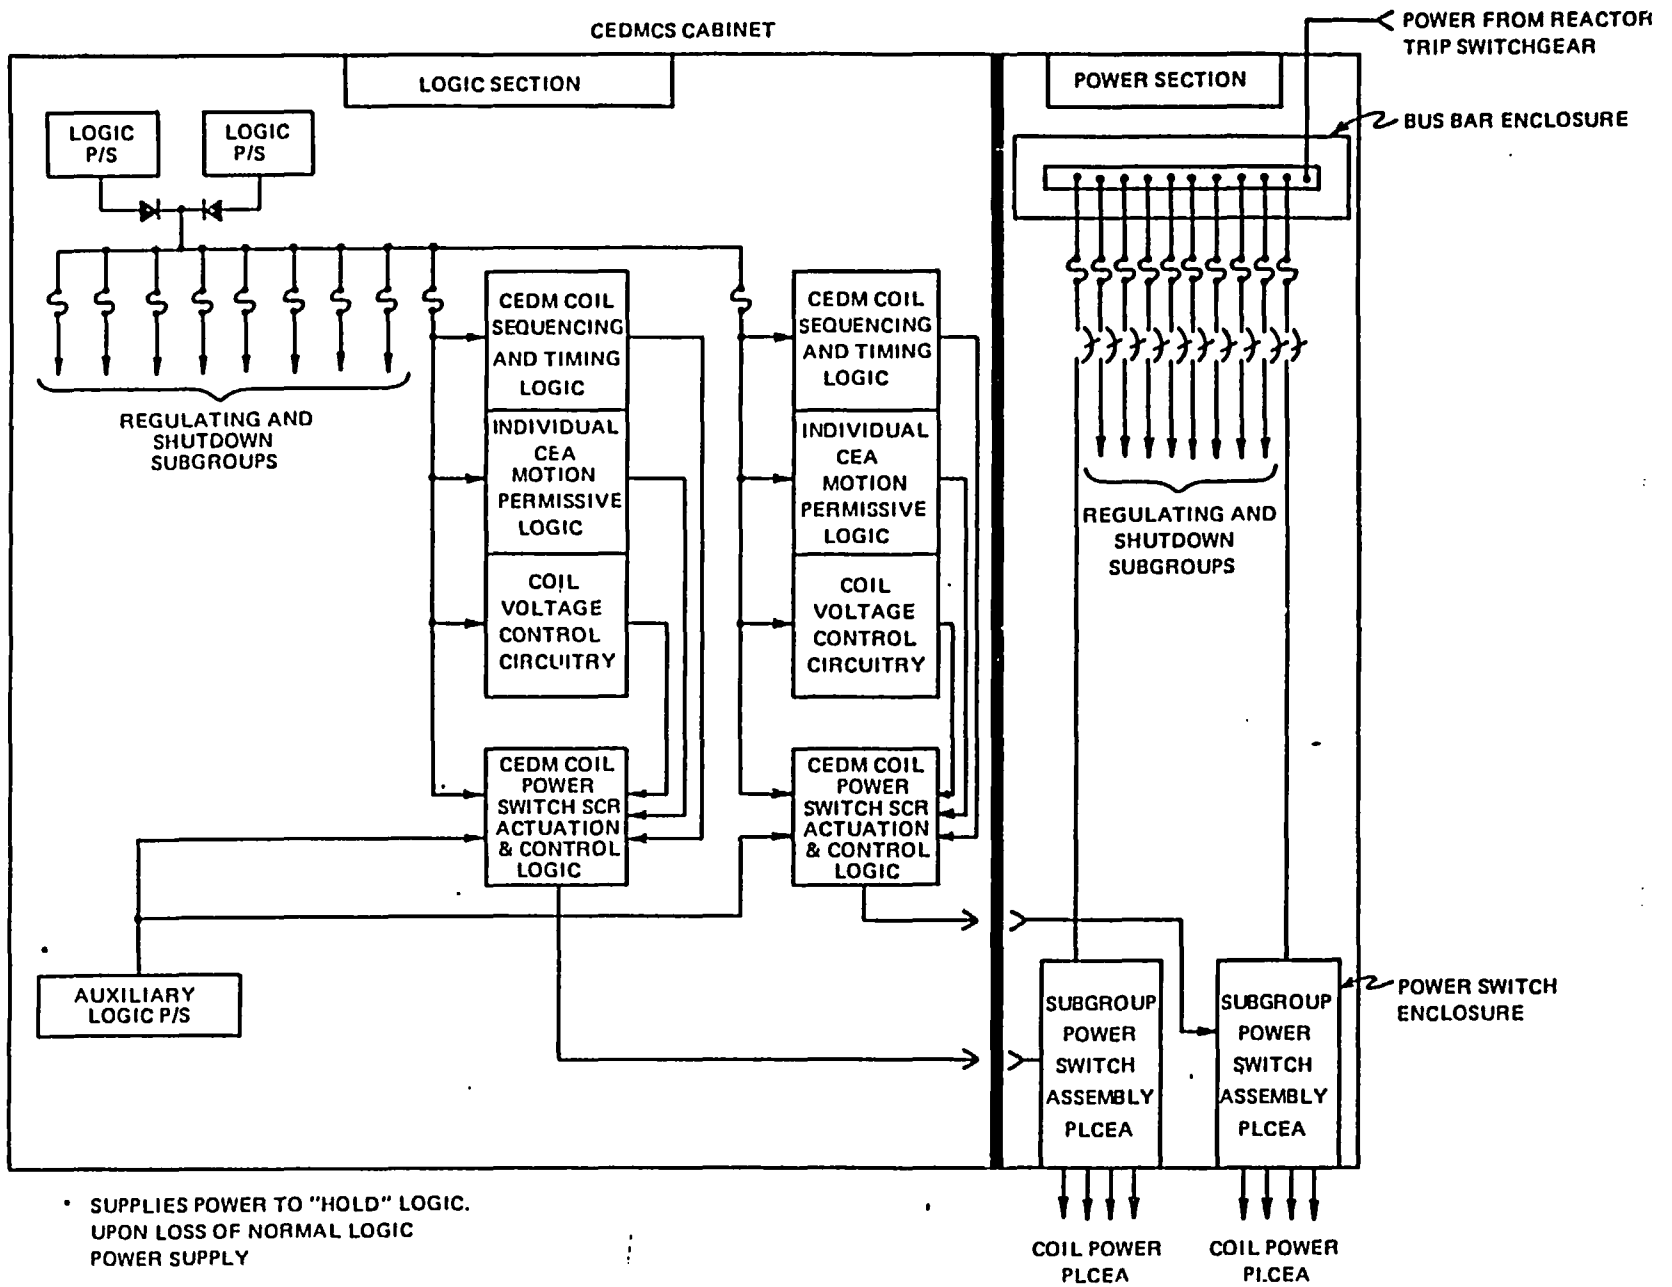 CEDMCS CABINET
POWER FROM REACTOR
TRIP SWITCHGEAR
LOGIC SECTION
POWER SECTION
BUS BAR ENCLOSURE
LOGIC
P/S
LOGIC
P/S
REGULATING AND
SHUTDOWN
SUBGROUPS
CEDM COIL
SEQUENCING
AND TIMING
LOGIC
INDIVIDUAL
CEA
MOTION
PERMISSIVE
LOGIC
COIL
VOLTAGE
CONTROL
CIRCUITRY
CEDM COIL
POWER
SWITCH SCR
ACTUATION
& CONTROL
LOGIC
CEDM COIL
SEQUENCING
AND TIMING
LOGIC
INDIVIDUAL
CEA
MOTION
PERMISSIVE
LOGIC
COIL
VOLTAGE
CONTROL
CIRCUITRY
CEDM COIL
POWER
SWITCH SCR
ACTUATION
& CONTROL
LOGIC
REGULATING AND
SHUTDOWN
SUBGROUPS
AUXILIARY
LOGIC P/S
SUBGROUP
POWER
SWITCH
ASSEMBLY
PLCEA
SUBGROUP
POWER
SWITCH
ASSEMBLY
PLCEA
POWER SWITCH
ENCLOSURE
• SUPPLIES POWER TO "HOLD" LOGIC.
UPON LOSS OF NORMAL LOGIC
POWER SUPPLY
COIL POWER
PLCEA
COIL POWER
PLCEA